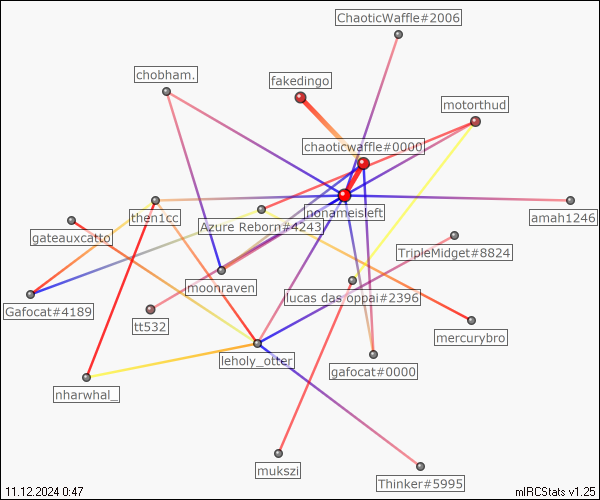 ChaoticWaffle#2006
chobham.
fakedingo
motorthud
chaoticwaffle#0000
then1cc
nonameisleft
amah1246
Azure Reborn#4243
gateauxcatto
TripleMidget#8824
moonraven
lucas das oppai#2396
Gafocat#4189
tt532
mercurybro
leholy_otter
gafocat#0000
nharwhal_
mukszi
Thinker#5995
11.12.2024 0:47
mIRCStats v1.25